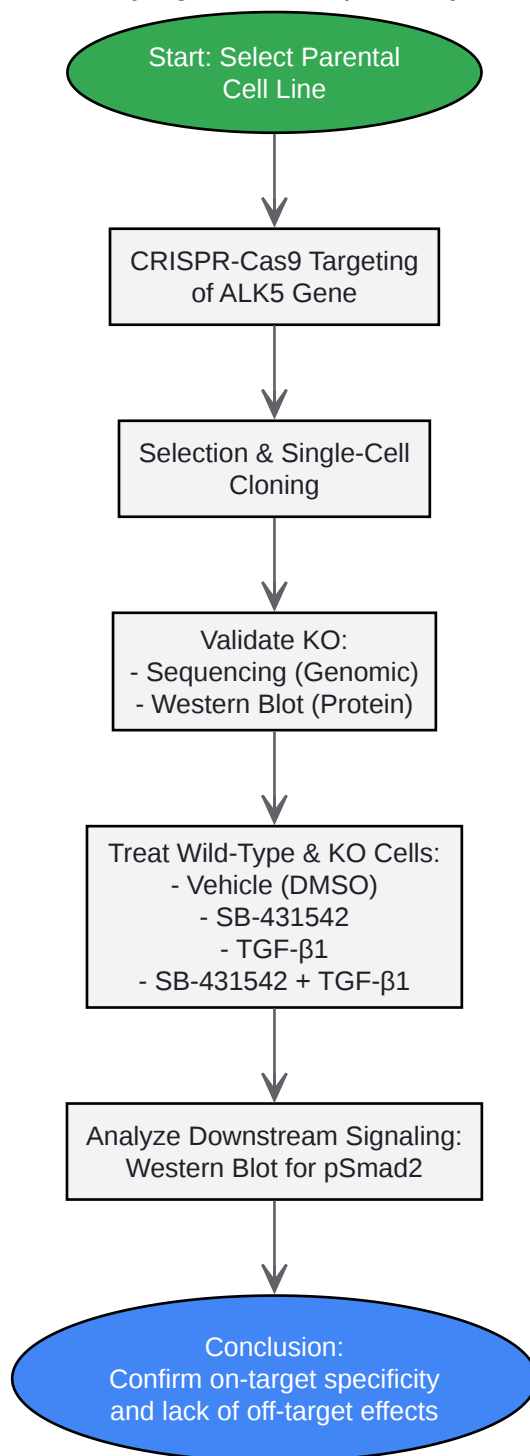 Start: Select Parental
Cell Line
CRISPR-Cas9 Targeting
of ALK5 Gene
Selection & Single-Cell
Cloning
Validate KO:
- Sequencing (Genomic)
- Western Blot (Protein)
Treat Wild-Type & KO Cells:
- Vehicle (DMSO)
- SB-431542
- TGF-β1
- SB-431542 + TGF-β1
Analyze Downstream Signaling:
Western Blot for pSmad2
Conclusion:
Confirm on-target specificity
and lack of off-target effects